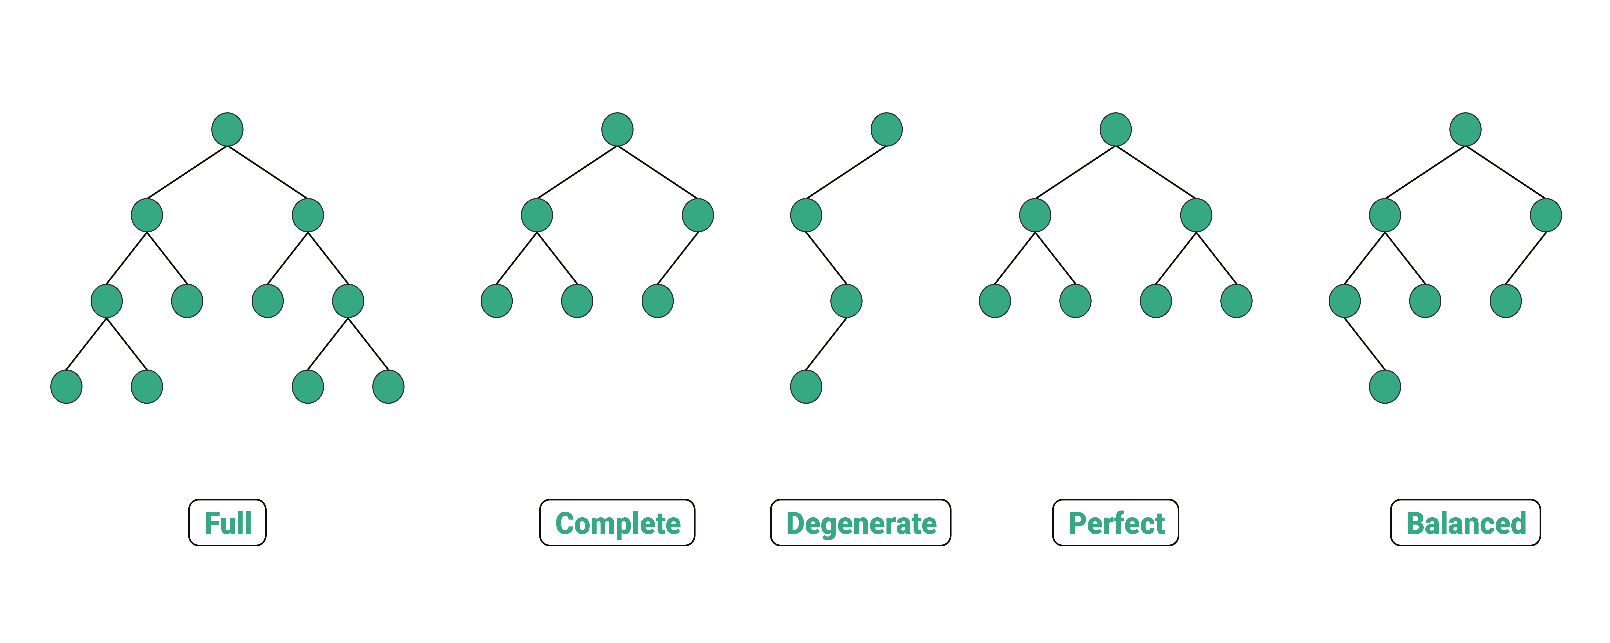 Full
Complete
Degenerate
Perfect
Balanced